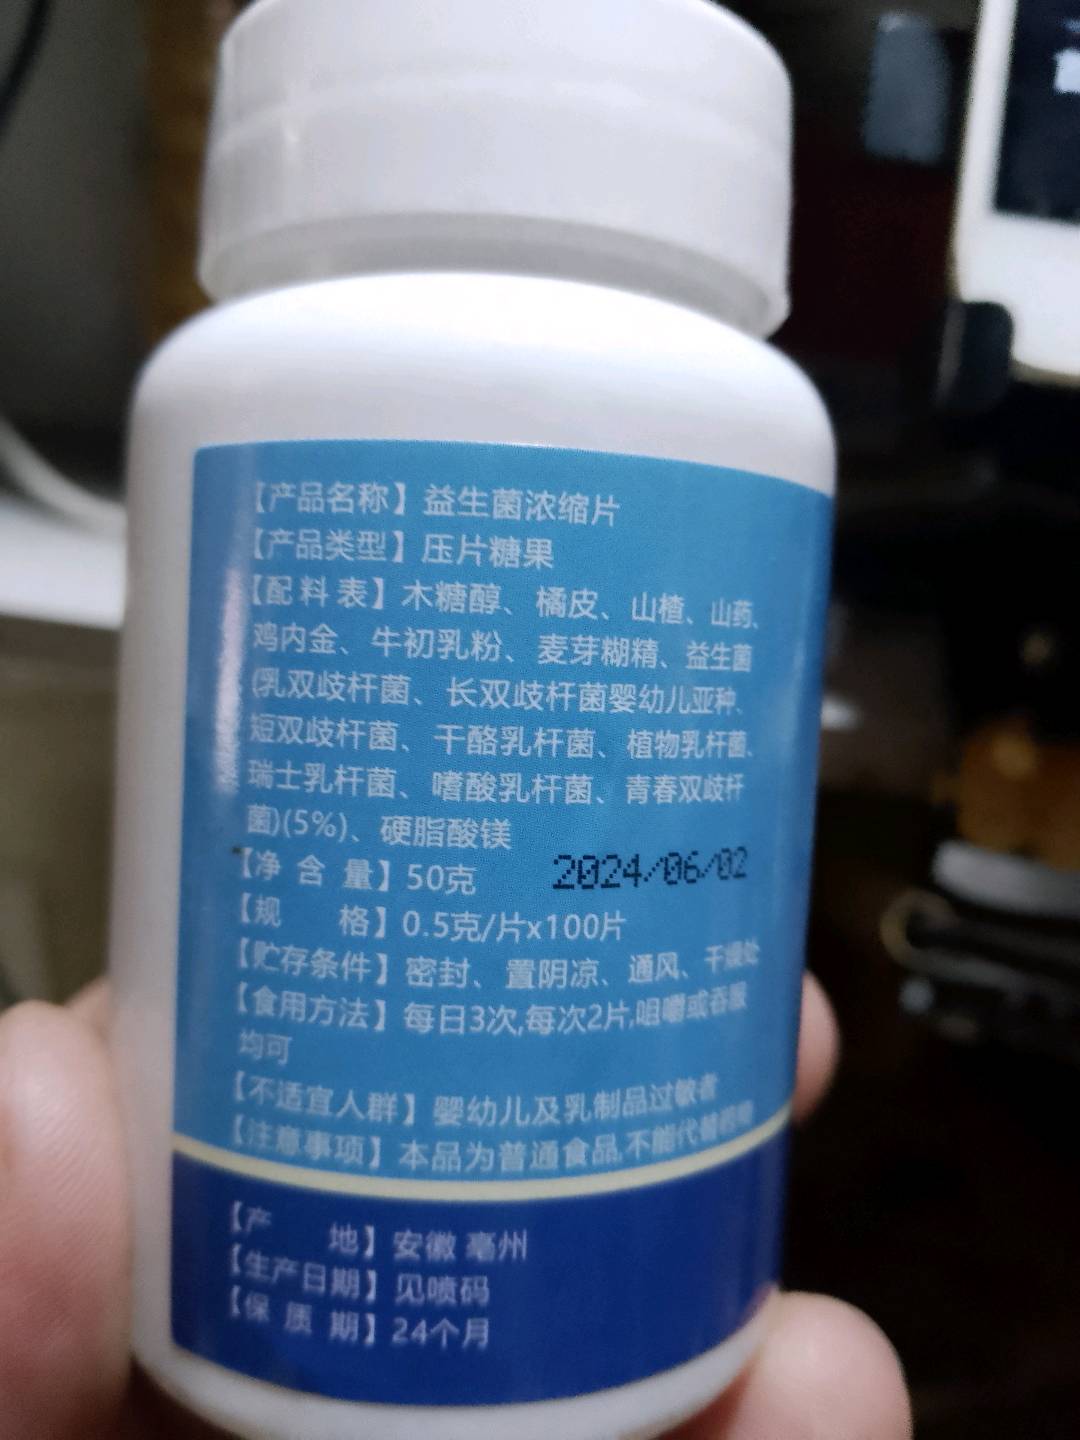 【产品名称】益生菌浓缩片
【产品类型】压片糖果
【配料表】木糖醇、橘皮、山楂、山药、
鸡内金、牛初乳粉、麦芽糊精、益生菌
(乳双歧杆菌、长双歧杆菌婴幼儿亚种、
短双歧杆菌、干酪乳杆菌、植物乳杆菌、
瑞士乳杆菌、嗜酸乳杆菌、青春双歧杆
菌)(5%)、硬脂酸镁
【净含量】50克
2024/06/02
【规格】0.5克/片x100片
【贮存条件】密封、置阴凉、通风、干燥处
【食用方法】每日3次,每次2片,咀嚼或吞服
均可
【不适宜人群】婴幼儿及乳制品过敏者
【注意事项】本品为普通食品,不能代替药物
【产地】安徽 亳州
【生产日期】见喷码
【保质期】24个月